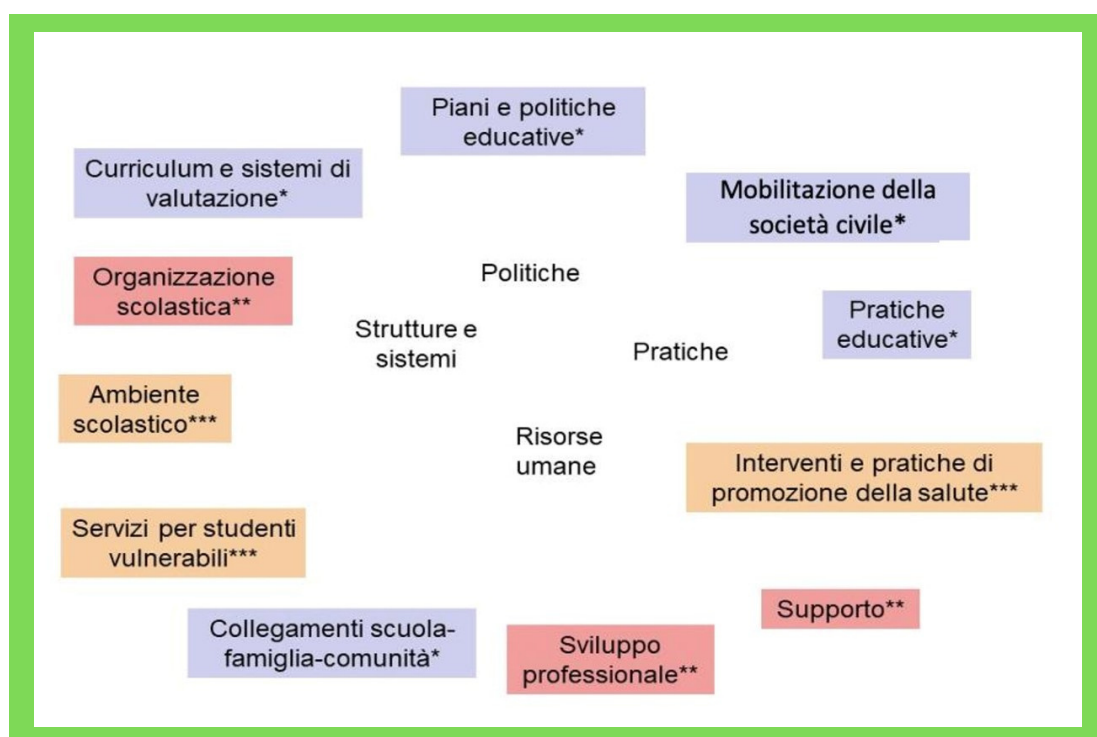 Piani e politiche
educative*
Curriculum e sistemi di
valutazione*
Mobilitazione della
società civile*
Organizzazione
scolastica**
Politiche
Pratiche
educative*
Strutture e
sistemi
Pratiche
Ambiente
scolastico***
Risorse
umane
Interventi e pratiche di
promozione della salute***
Servizi per studenti
vulnerabili***
Supporto**
Collegamenti scuola-
famiglia-comunità*
Sviluppo
professionale**